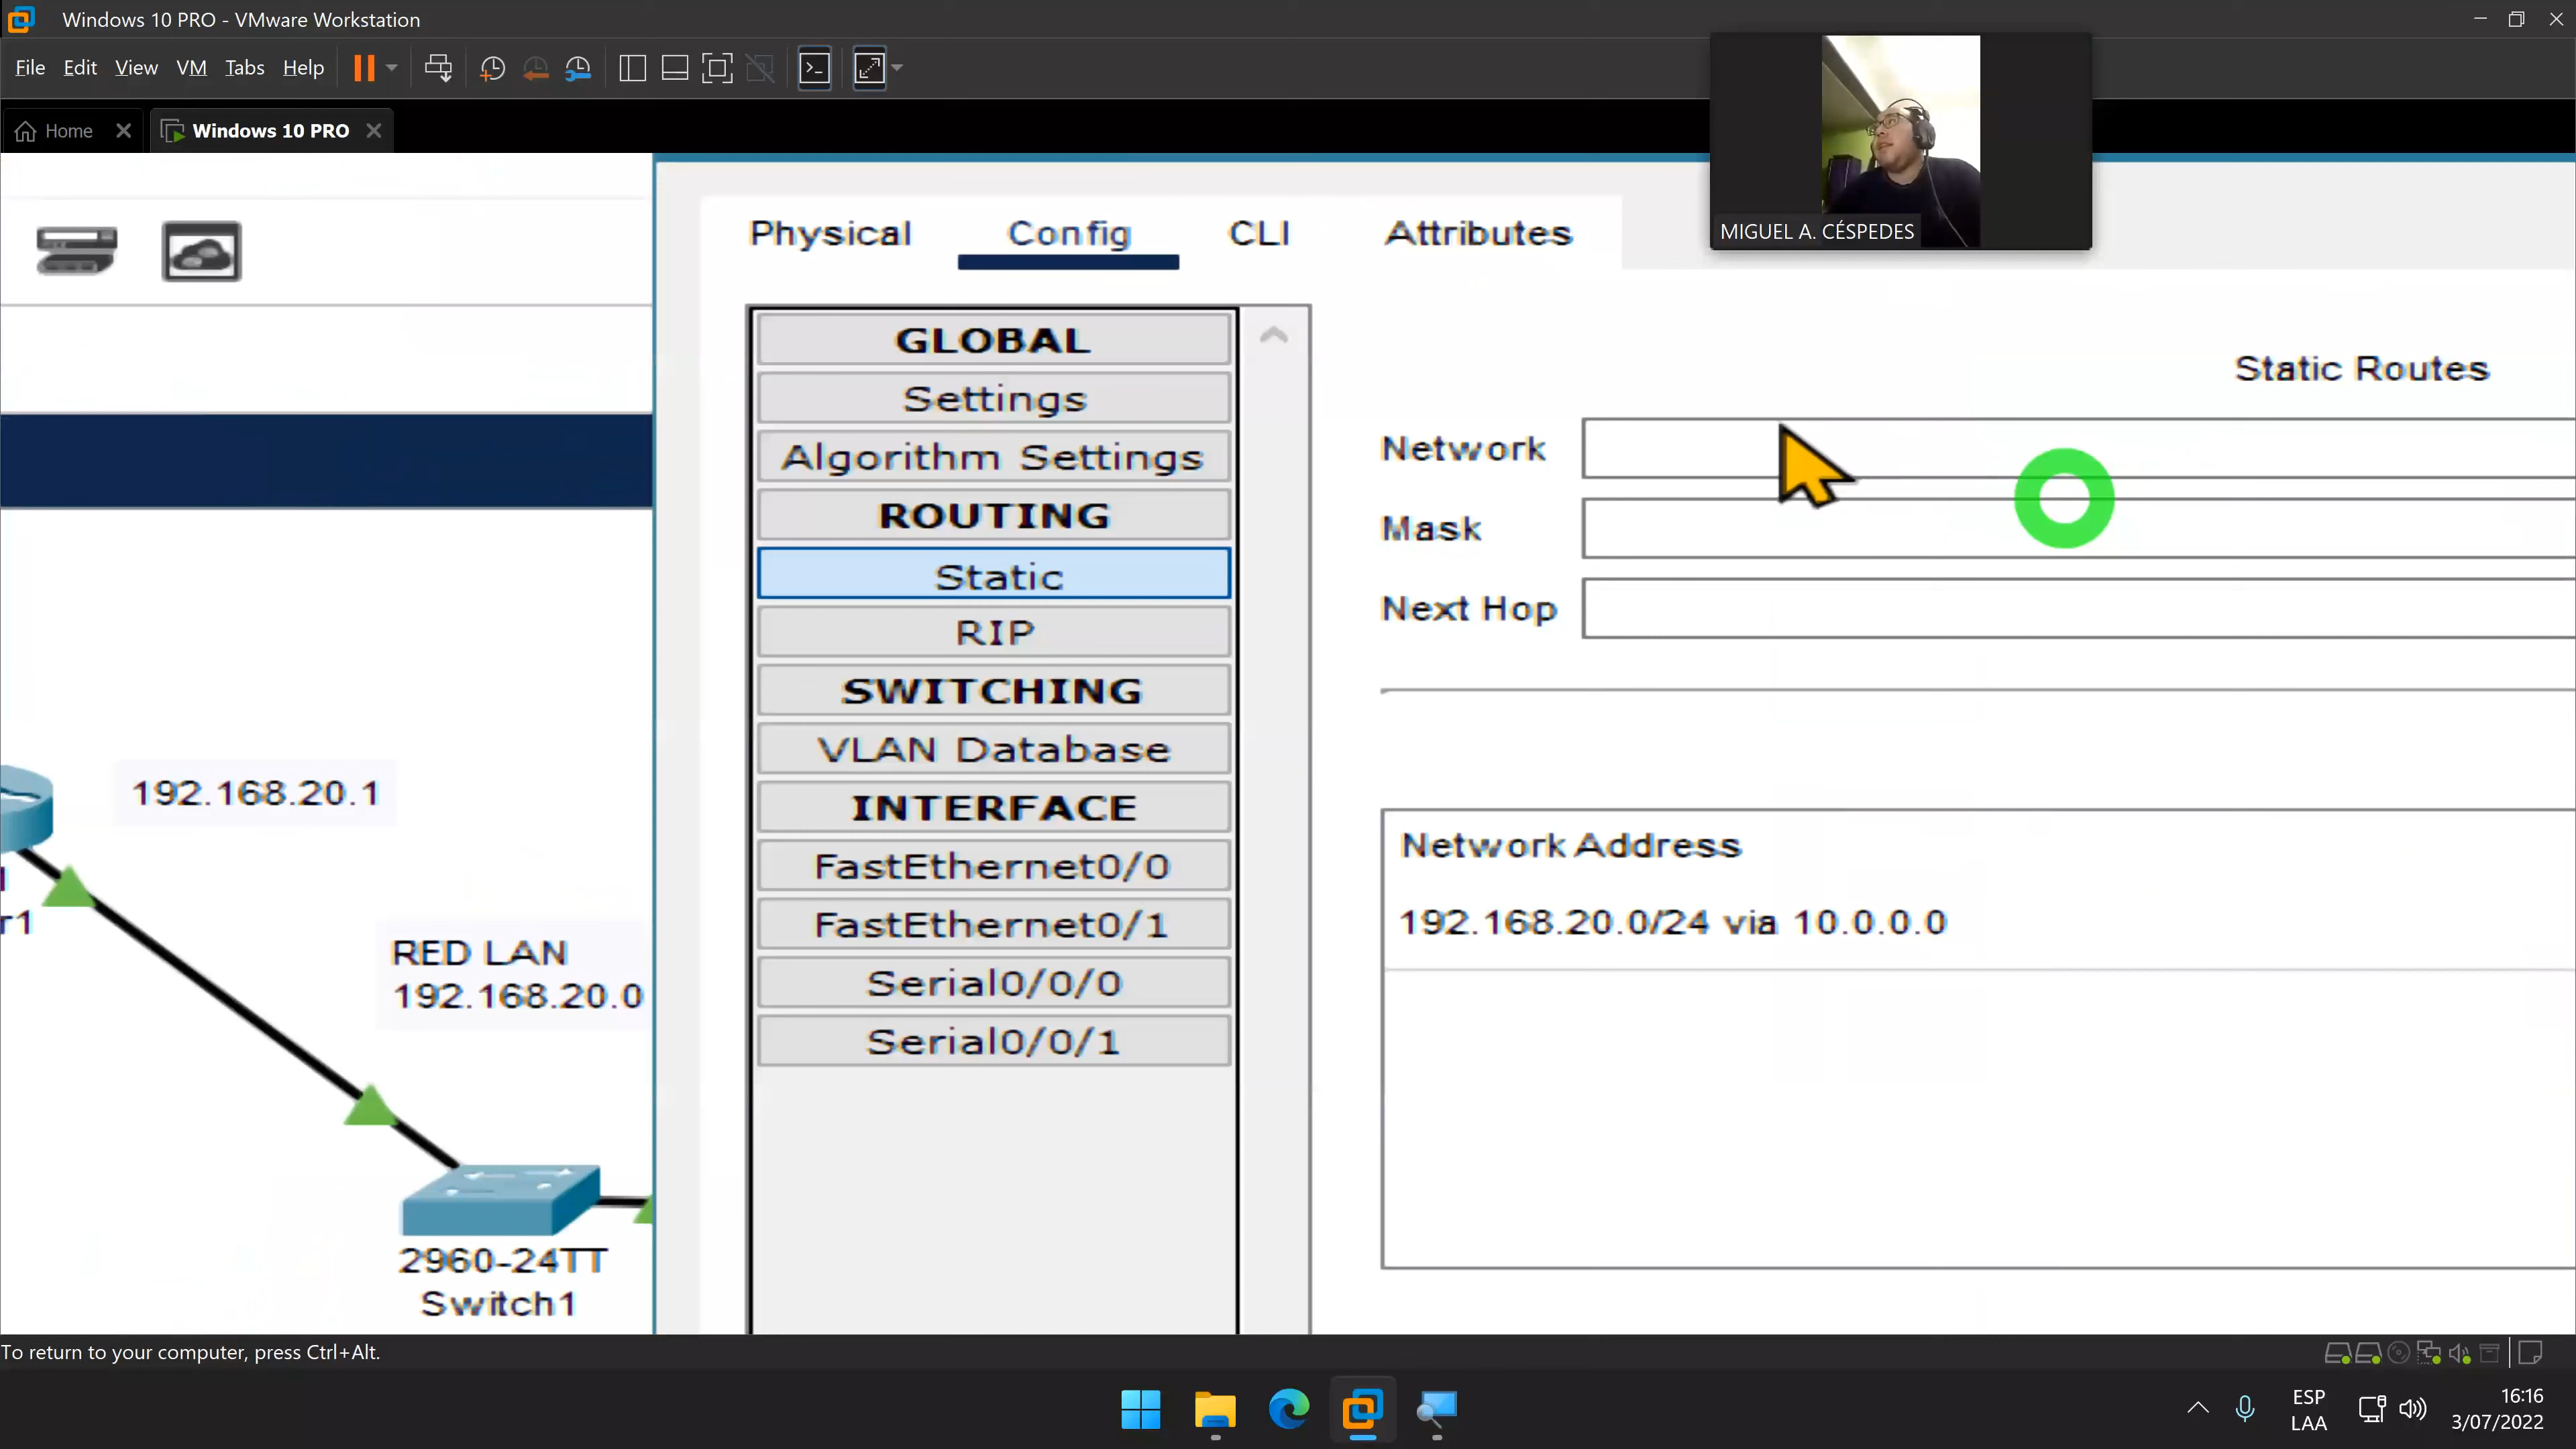 Windows 10 PRO - VMware Workstation
File Edit View VM Tabs Help
Home
Windows 10 PRO
MIGUEL A. CÉSPEDES
Physical Config CLI Attributes
GLOBAL
Settings
Algorithm Settings
ROUTING
Static
RIP
SWITCHING
VLAN Database
INTERFACE
FastEthernet0/0
FastEthernet0/1
Serial0/0/0
Serial0/0/1
Static Routes
Network
Mask
Next Hop
Network Address
192.168.20.0/24 via 10.0.0.0
192.168.20.1
r1
RED LAN
192.168.20.0
2960-24TT
Switch1
To return to your computer, press Ctrl+Alt.
ESP
LAA
16:16
3/07/2022